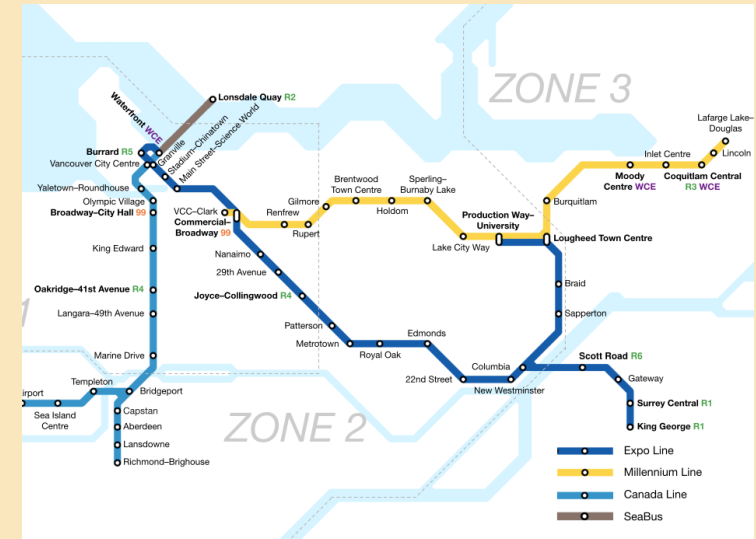 ZONE 3
Lonsdale Quay R2
Waterfront WCE
Burrard R5
Granville
Stadium–Chinatown
Main Street–Science World
Vancouver City Centre
Yaletown–Roundhouse
Olympic Village
Broadway–City Hall 99
VCC–Clark
Commercial–
Broadway 99
Renfrew
Rupert
Gilmore
Brentwood
Town Centre
Holdom
Sperling–
Burnaby Lake
Lake City Way
Production Way–
University
Lougheed Town Centre
Burquitlam
Moody
Centre WCE
Inlet Centre
Coquitlam Central
R3 WCE
Lincoln
Lafarge Lake–
Douglas
King Edward
Nanaimo
29th Avenue
Joyce–Collingwood R4
Oakridge–41st Avenue R4
Langara–49th Avenue
1
Patterson
Metrotown
Royal Oak
Edmonds
22nd Street
New Westminster
Columbia
Braid
Sapperton
Scott Road R6
Gateway
Surrey Central R1
King George R1
Marine Drive
Templeton
Bridgeport
irport
Sea Island
Centre
Capstan
Aberdeen
Lansdowne
Richmond–Brighouse
ZONE 2
Expo Line
Millennium Line
Canada Line
SeaBus